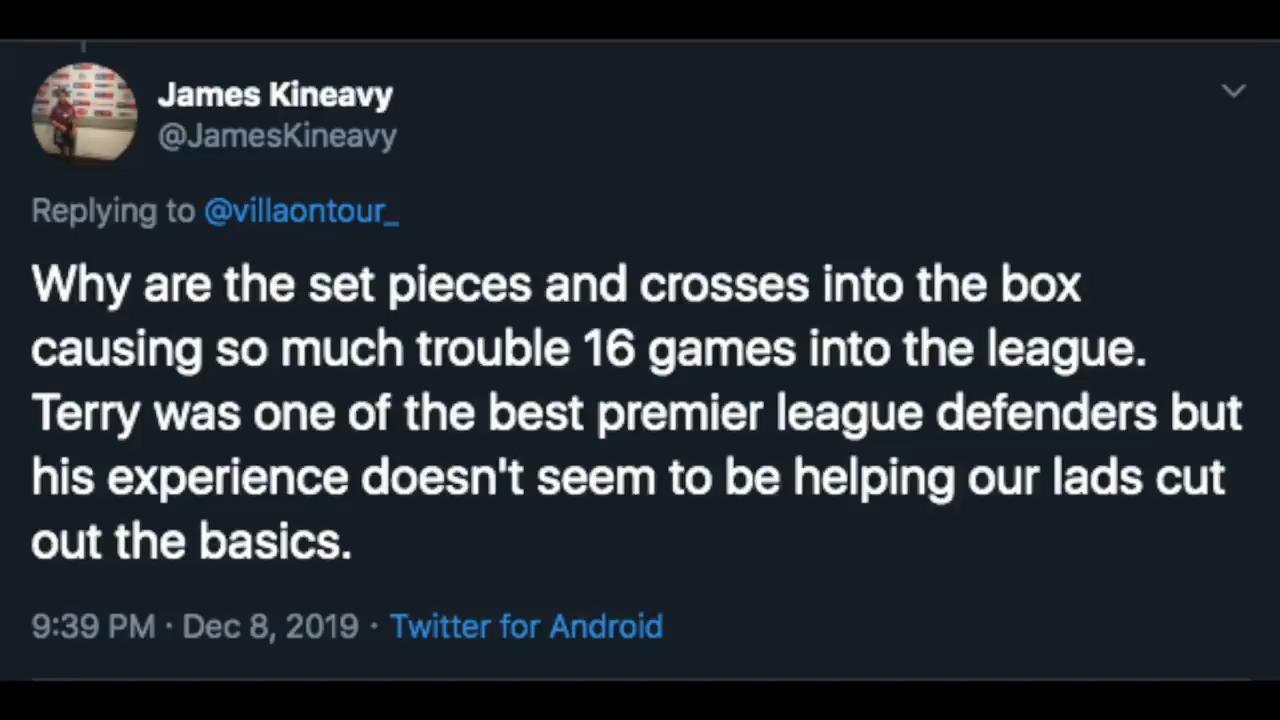 James Kineavy
@JamesKineavy
Replying to @villaontour_
Why are the set pieces and crosses into the box
causing so much trouble 16 games into the league.
Terry was one of the best premier league defenders but
his experience doesn't seem to be helping our lads cut
out the basics.
9:39 PM · Dec 8, 2019 · Twitter for Android